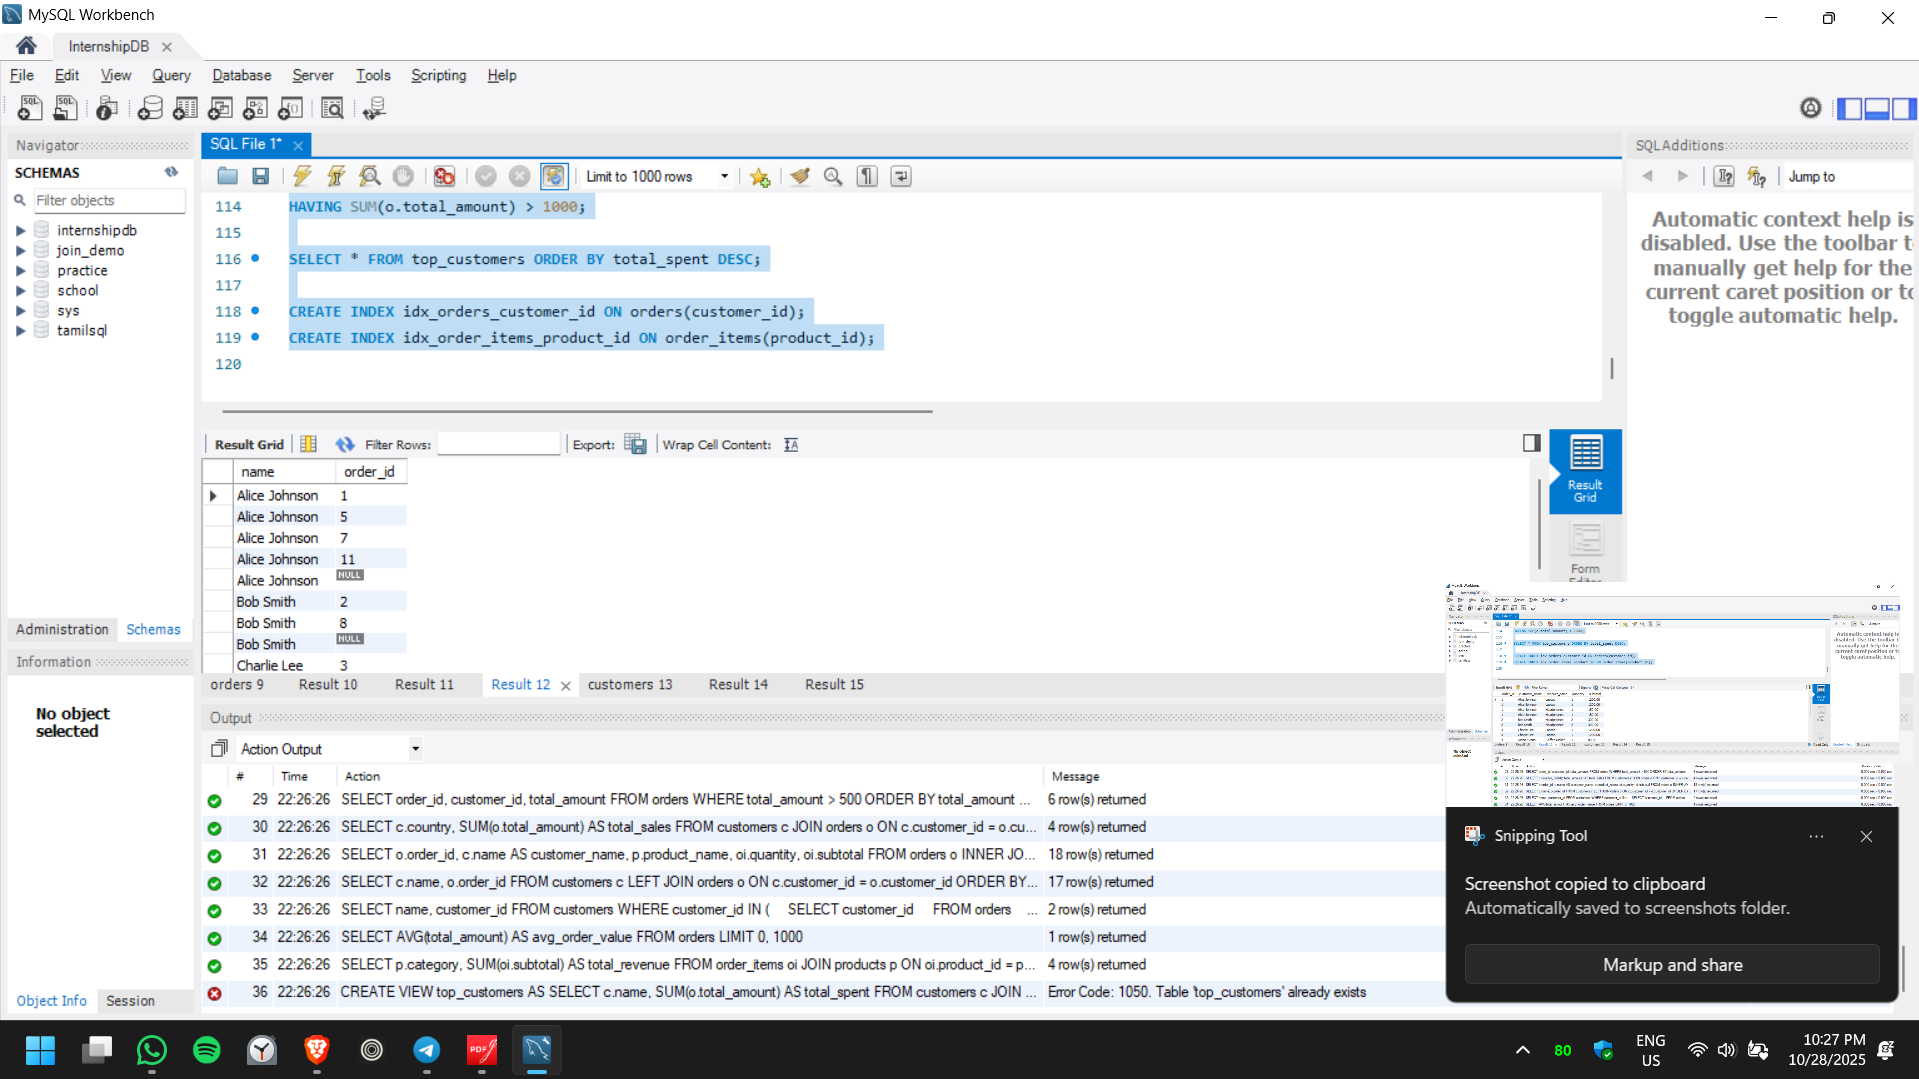 MySQL Workbench
InternshipDB
File Edit View Query Database Server Tools Scripting Help
Navigator
SCHEMAS
Filter objects
internshipdb
join_demo
practice
school
sys
tamilsql
Administration Schemas
Information
No object
selected
Object Info Session
SQL File 1*
Limit to 1000 rows
114 HAVING SUM(o.total_amount) > 1000;
115
116 SELECT * FROM top_customers ORDER BY total_spent DESC;
117
118 CREATE INDEX idx_orders_customer_id ON orders(customer_id);
119 CREATE INDEX idx_order_items_product_id ON order_items(product_id);
120
Result Grid Filter Rows: Export: Wrap Cell Content:
name order_id
Alice Johnson 1
Alice Johnson 5
Alice Johnson 7
Alice Johnson 11
Alice Johnson NULL
Bob Smith 2
Bob Smith 8
Bob Smith NULL
Charlie Lee 3
Result
Grid
Form
orders 9 Result 10 Result 11 Result 12 customers 13 Result 14 Result 15
Output
Action Output
# Time Action Message
29 22:26:26 SELECT order_id, customer_id, total_amount FROM orders WHERE total_amount > 500 ORDER BY total_amount ... 6 row(s) returned
30 22:26:26 SELECT c.country, SUM(o.total_amount) AS total_sales FROM customers c JOIN orders o ON c.customer_id = o.cu... 4 row(s) returned
31 22:26:26 SELECT o.order_id, c.name AS customer_name, p.product_name, oi.quantity, oi.subtotal FROM orders o INNER JO... 18 row(s) returned
32 22:26:26 SELECT c.name, o.order_id FROM customers c LEFT JOIN orders o ON c.customer_id = o.customer_id ORDER BY... 17 row(s) returned
33 22:26:26 SELECT name, customer_id FROM customers WHERE customer_id IN ( SELECT customer_id FROM orders ... 2 row(s) returned
34 22:26:26 SELECT AVG(total_amount) AS avg_order_value FROM orders LIMIT 0, 1000 1 row(s) returned
35 22:26:26 SELECT p.category, SUM(oi.subtotal) AS total_revenue FROM order_items oi JOIN products p ON oi.product_id = p... 4 row(s) returned
36 22:26:26 CREATE VIEW top_customers AS SELECT c.name, SUM(o.total_amount) AS total_spent FROM customers c JOIN ... Error Code: 1050. Table 'top_customers' already exists
SQLAdditions
Jump to
Automatic context help is
disabled. Use the toolbar t
manually get help for the
current caret position or to
toggle automatic help.
Snipping Tool
Screenshot copied to clipboard
Automatically saved to screenshots folder.
Markup and share
PDF
80
ENG
US
10:27 PM
10/28/2025